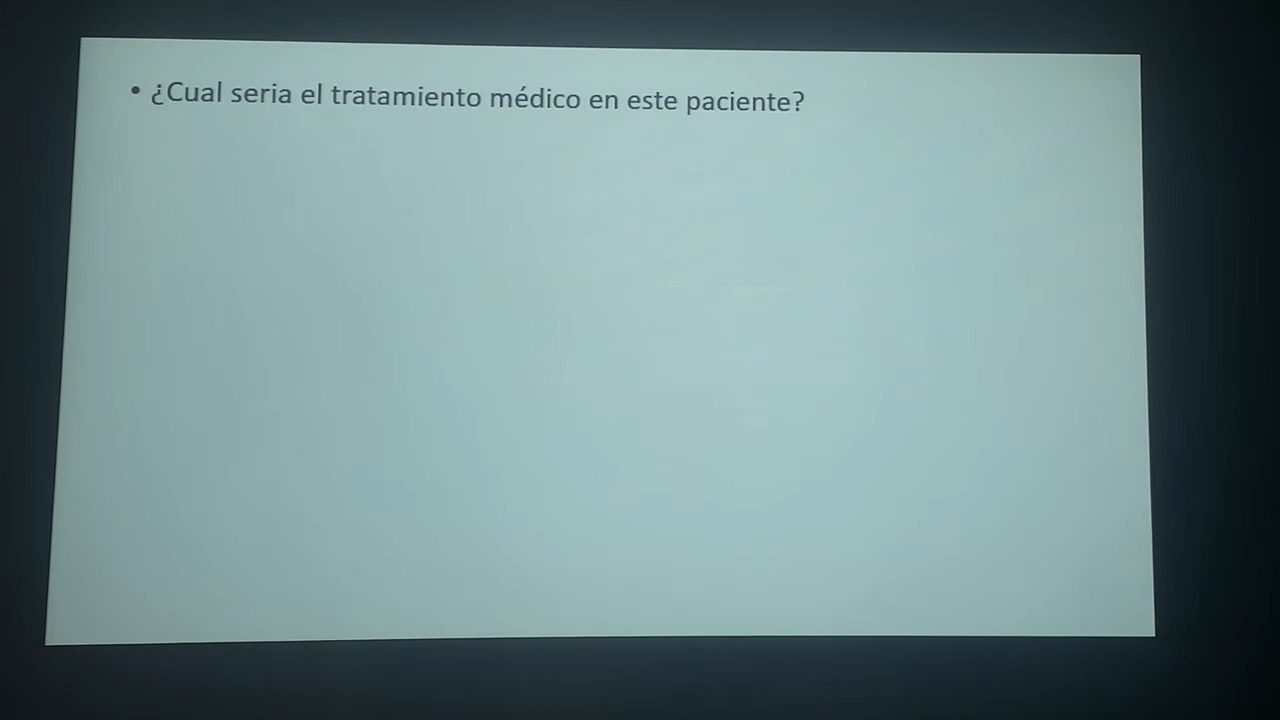 • ¿Cual seria el tratamiento médico en este paciente?